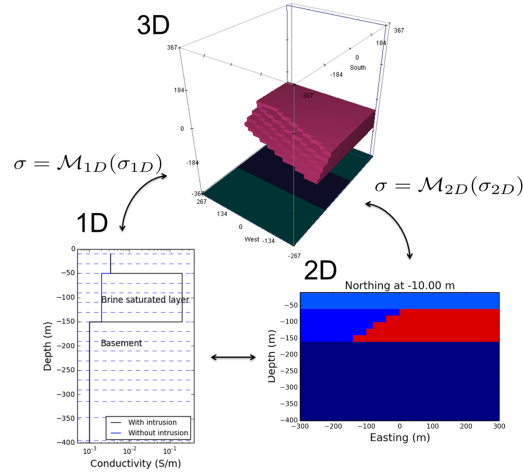 3D
367
184
0
-184
-367
367
184
0
South
-184
-367
267
134
0
West
-134
-267
σ = M1D(σ1D)
σ = M2D(σ2D)
1D
0
−50
−100
−150
−200
−250
−300
−350
−400
Depth (m)
Brine saturated layer
Basement
With intrusion
Without intrusion
10⁻³ 10⁻² 10⁻¹
Conductivity (S/m)
2D
Northing at -10.00 m
−50
−100
−150
−200
−250
−300
−350
−400
Depth (m)
−300 −200 −100 0 100 200 300
Easting (m)